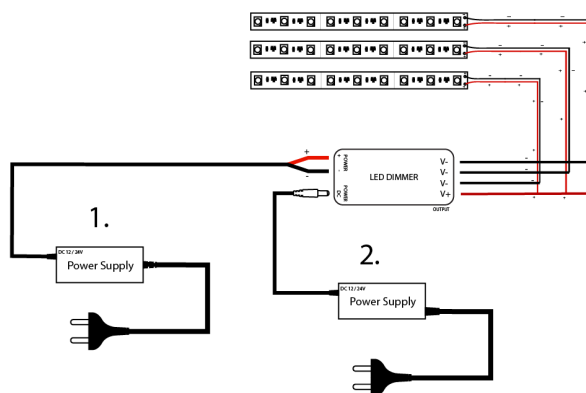 +
-
+ POWER -
DC POWER
LED DIMMER
V-
V-
V-
V+
OUTPUT
1.
DC 12 / 24V
Power Supply
2.
DC 12 / 24V
Power Supply